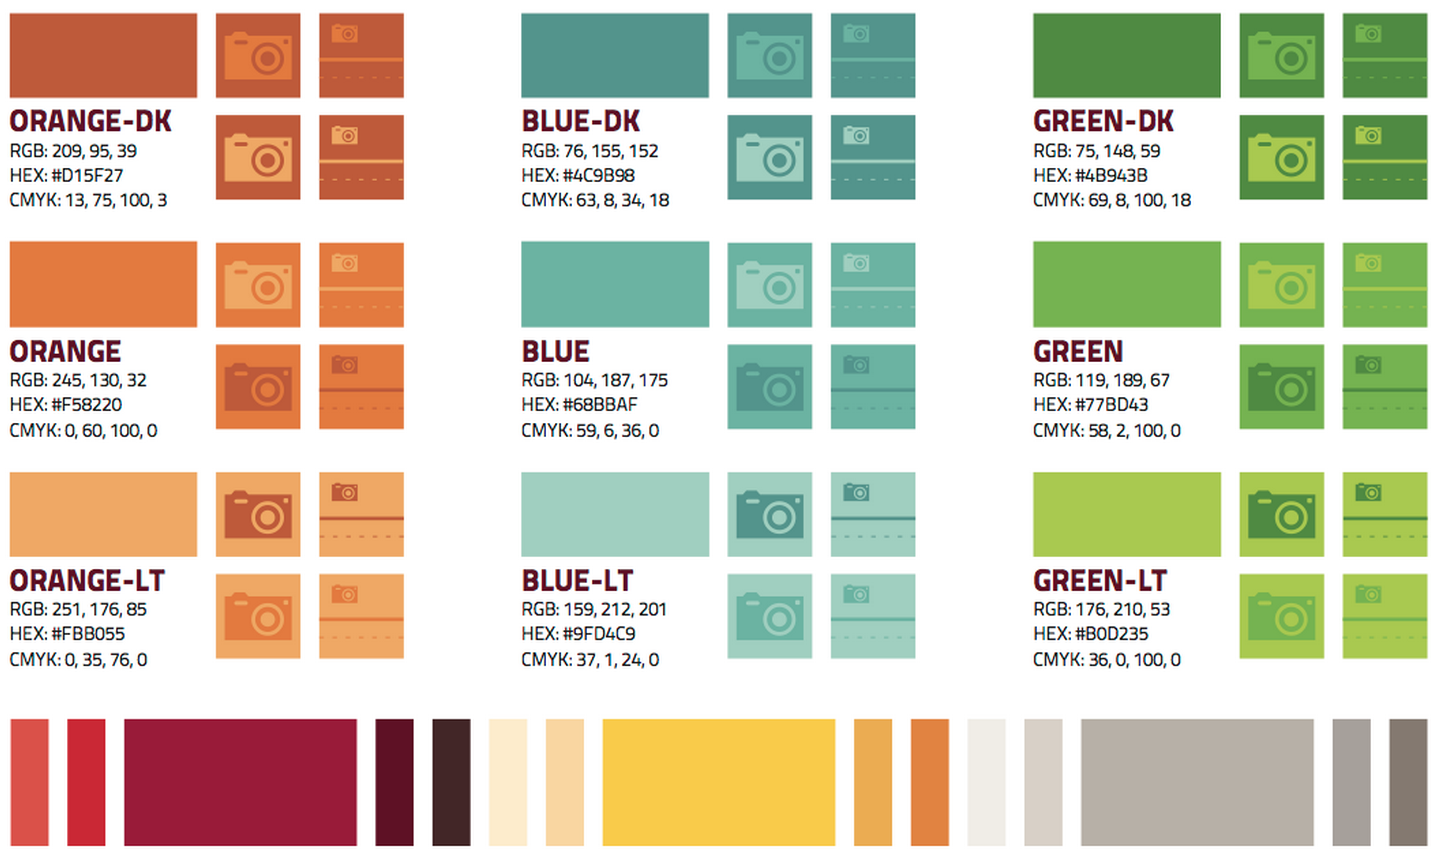 ORANGE-DK
RGB: 209, 95, 39
HEX: #D15F27
CMYK: 13, 75, 100, 3
BLUE-DK
RGB: 76, 155, 152
HEX: #4C9B98
CMYK: 63, 8, 34, 18
GREEN-DK
RGB: 75, 148, 59
HEX: #4B943B
CMYK: 69, 8, 100, 18
ORANGE
RGB: 245, 130, 32
HEX: #F58220
CMYK: 0, 60, 100, 0
BLUE
RGB: 104, 187, 175
HEX: #68BBAF
CMYK: 59, 6, 36, 0
GREEN
RGB: 119, 189, 67
HEX: #77BD43
CMYK: 58, 2, 100, 0
ORANGE-LT
RGB: 251, 176, 85
HEX: #FBB055
CMYK: 0, 35, 76, 0
BLUE-LT
RGB: 159, 212, 201
HEX: #9FD4C9
CMYK: 37, 1, 24, 0
GREEN-LT
RGB: 176, 210, 53
HEX: #B0D235
CMYK: 36, 0, 100, 0